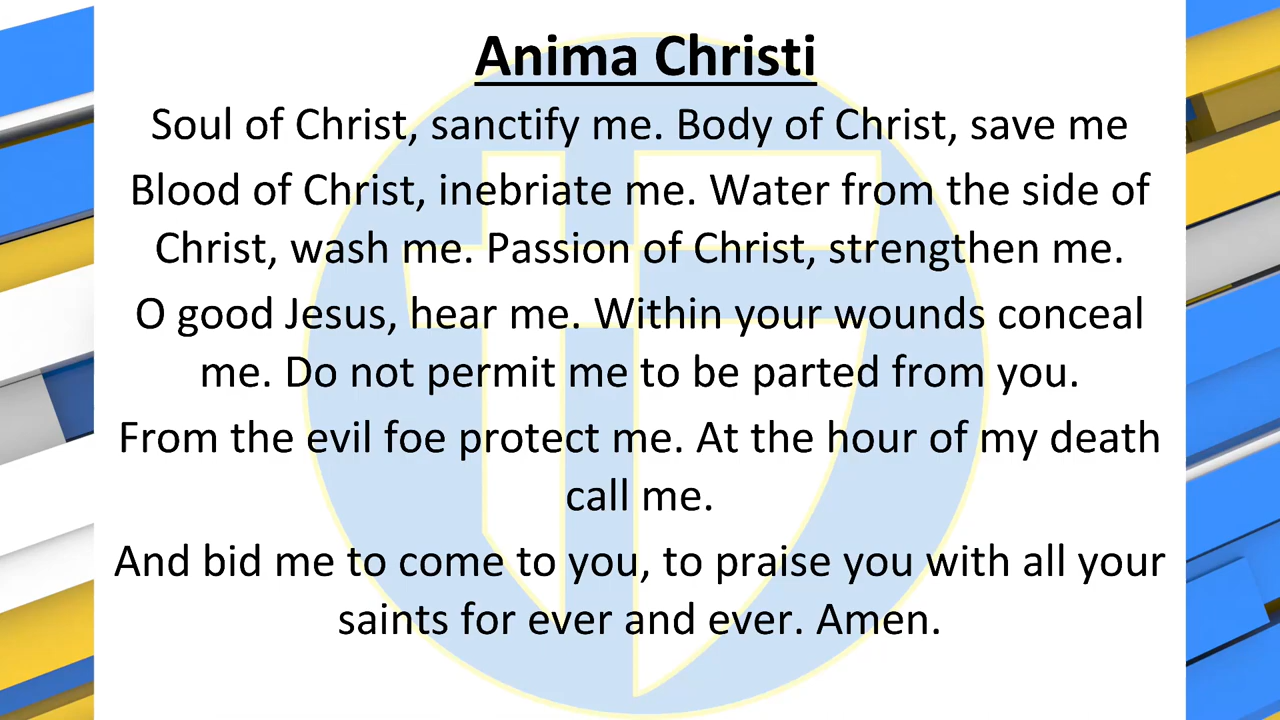 Anima Christi
Soul of Christ, sanctify me. Body of Christ, save me
Blood of Christ, inebriate me. Water from the side of
Christ, wash me. Passion of Christ, strengthen me.
O good Jesus, hear me. Within your wounds conceal
me. Do not permit me to be parted from you.
From the evil foe protect me. At the hour of my death
call me.
And bid me to come to you, to praise you with all your
saints for ever and ever. Amen.